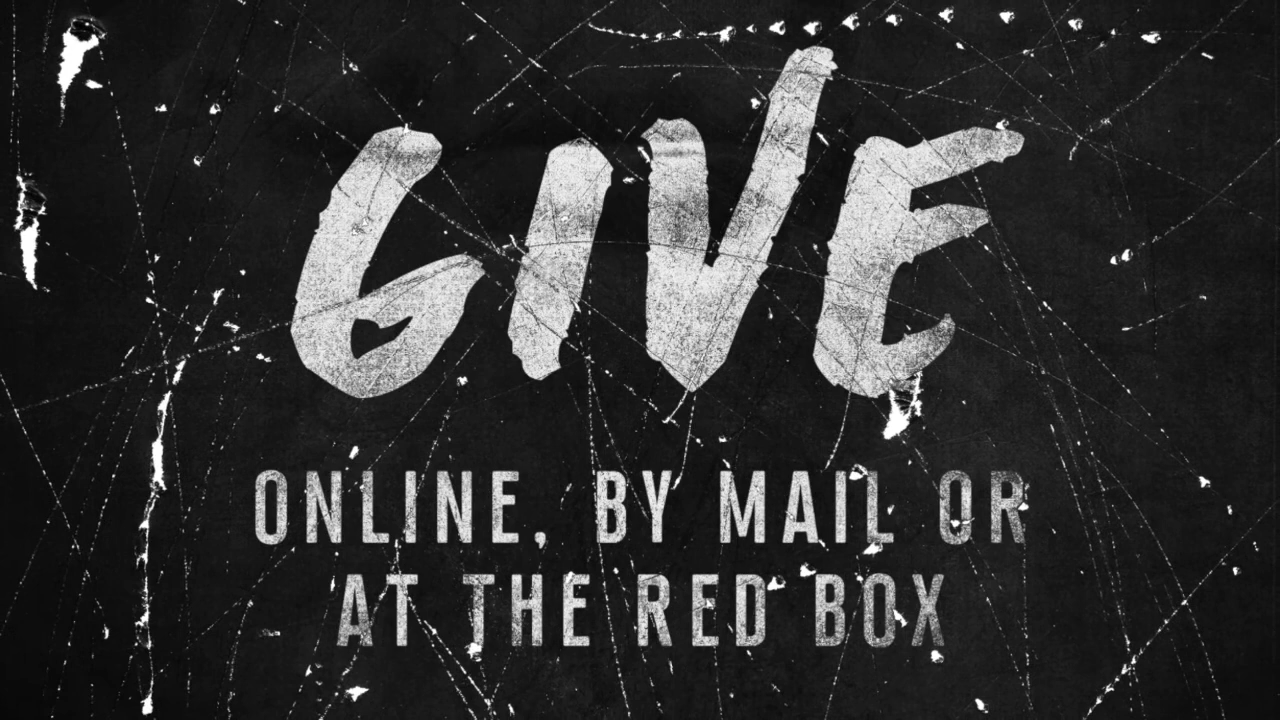 GIVE
ONLINE, BY MAIL OR
AT THE RED BOX